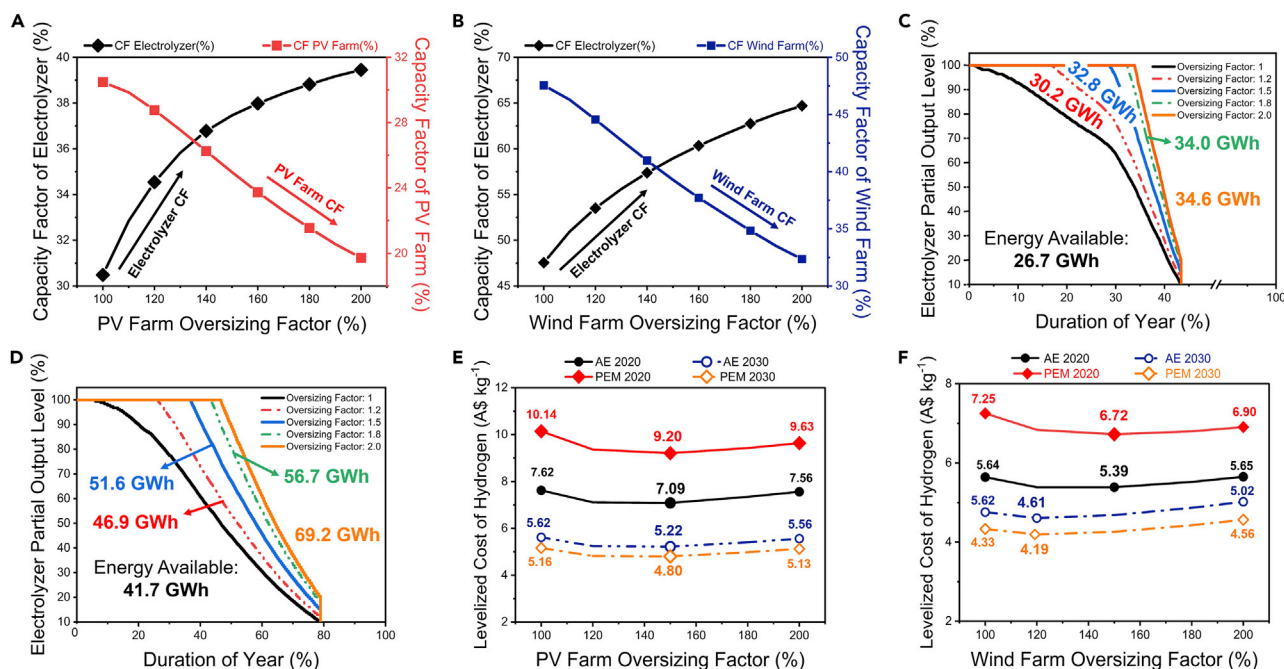 A
CF Electrolyzer(%)
CF PV Farm(%)
Capacity Factor of Electrolyzer (%)
40
38
36
34
32
30
Electrolyzer CF
PV Farm CF
32
28
24
20
Capacity Factor of PV Farm (%)
100 120 140 160 180 200
PV Farm Oversizing Factor (%)
B
CF Electrolyzer(%)
CF Wind Farm(%)
Capacity Factor of Electrolyzer (%)
75
70
65
60
55
50
45
Electrolyzer CF
Wind Farm CF
50
45
40
35
30
Capacity Factor of Wind Farm (%)
100 120 140 160 180 200
Wind Farm Oversizing Factor (%)
C
Electrolyzer Partial Output Level (%)
100
90
80
70
60
50
40
30
20
10
Oversizing Factor: 1
Oversizing Factor: 1.2
Oversizing Factor: 1.5
Oversizing Factor: 1.8
Oversizing Factor: 2.0
32.8 GWh
30.2 GWh
34.0 GWh
34.6 GWh
Energy Available:
26.7 GWh
0 10 20 30 40 100
Duration of Year (%)
D
Electrolyzer Partial Output Level (%)
100
90
80
70
60
50
40
30
20
10
Oversizing Factor: 1
Oversizing Factor: 1.2
Oversizing Factor: 1.5
Oversizing Factor: 1.8
Oversizing Factor: 2.0
51.6 GWh
56.7 GWh
46.9 GWh
69.2 GWh
Energy Available:
41.7 GWh
0 20 40 60 80 100
Duration of Year (%)
E
AE 2020
AE 2030
PEM 2020
PEM 2030
Levelized Cost of Hydrogen (A$ kg-1)
12
10
8
6
4
2
10.14
9.20
9.63
7.62
7.09
7.56
5.62
5.22
5.56
5.16
4.80
5.13
100 120 140 160 180 200
PV Farm Oversizing Factor (%)
F
AE 2020
AE 2030
PEM 2020
PEM 2030
Levelized Cost of Hydrogen (A$ kg-1)
8
6
4
2
7.25
6.72
6.90
5.64
5.39
5.65
5.62
4.61
5.02
4.33
4.19
4.56
100 120 140 160 180 200
Wind Farm Oversizing Factor (%)